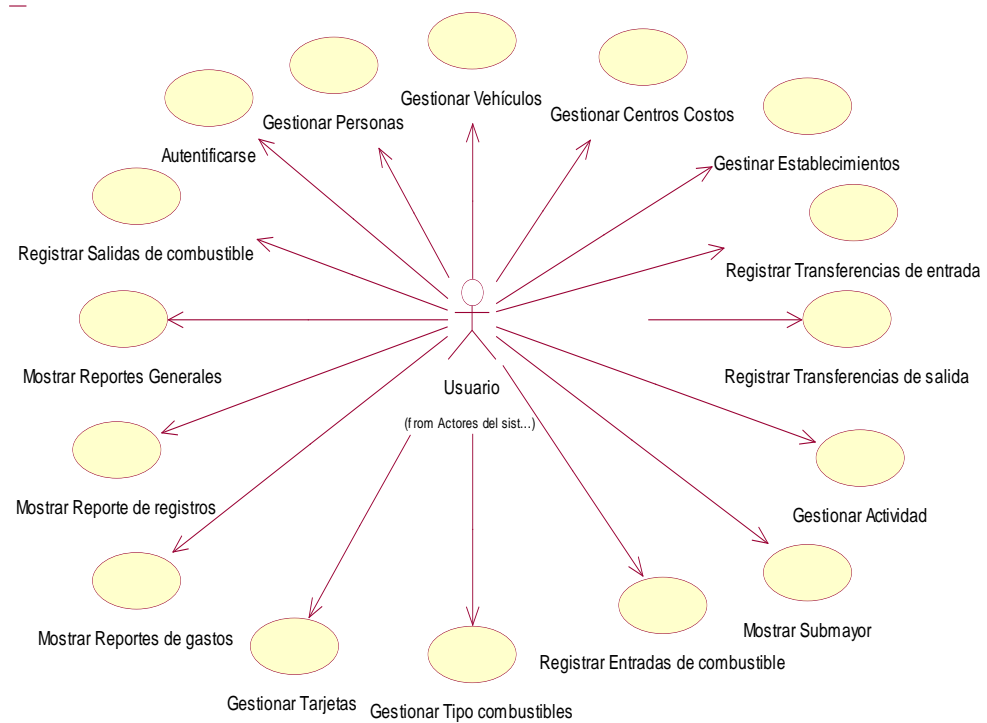 Gestionar Vehículos
Gestionar Personas
Gestionar Centros Costos
Autentificarse
Gestinar Establecimientos
Registrar Salidas de combustible
Registrar Transferencias de entrada
Mostrar Reportes Generales
Registrar Transferencias de salida
Usuario
(from Actores del sist...)
Mostrar Reporte de registros
Gestionar Actividad
Mostrar Reportes de gastos
Mostrar Submayor
Registrar Entradas de combustible
Gestionar Tarjetas
Gestionar Tipo combustibles